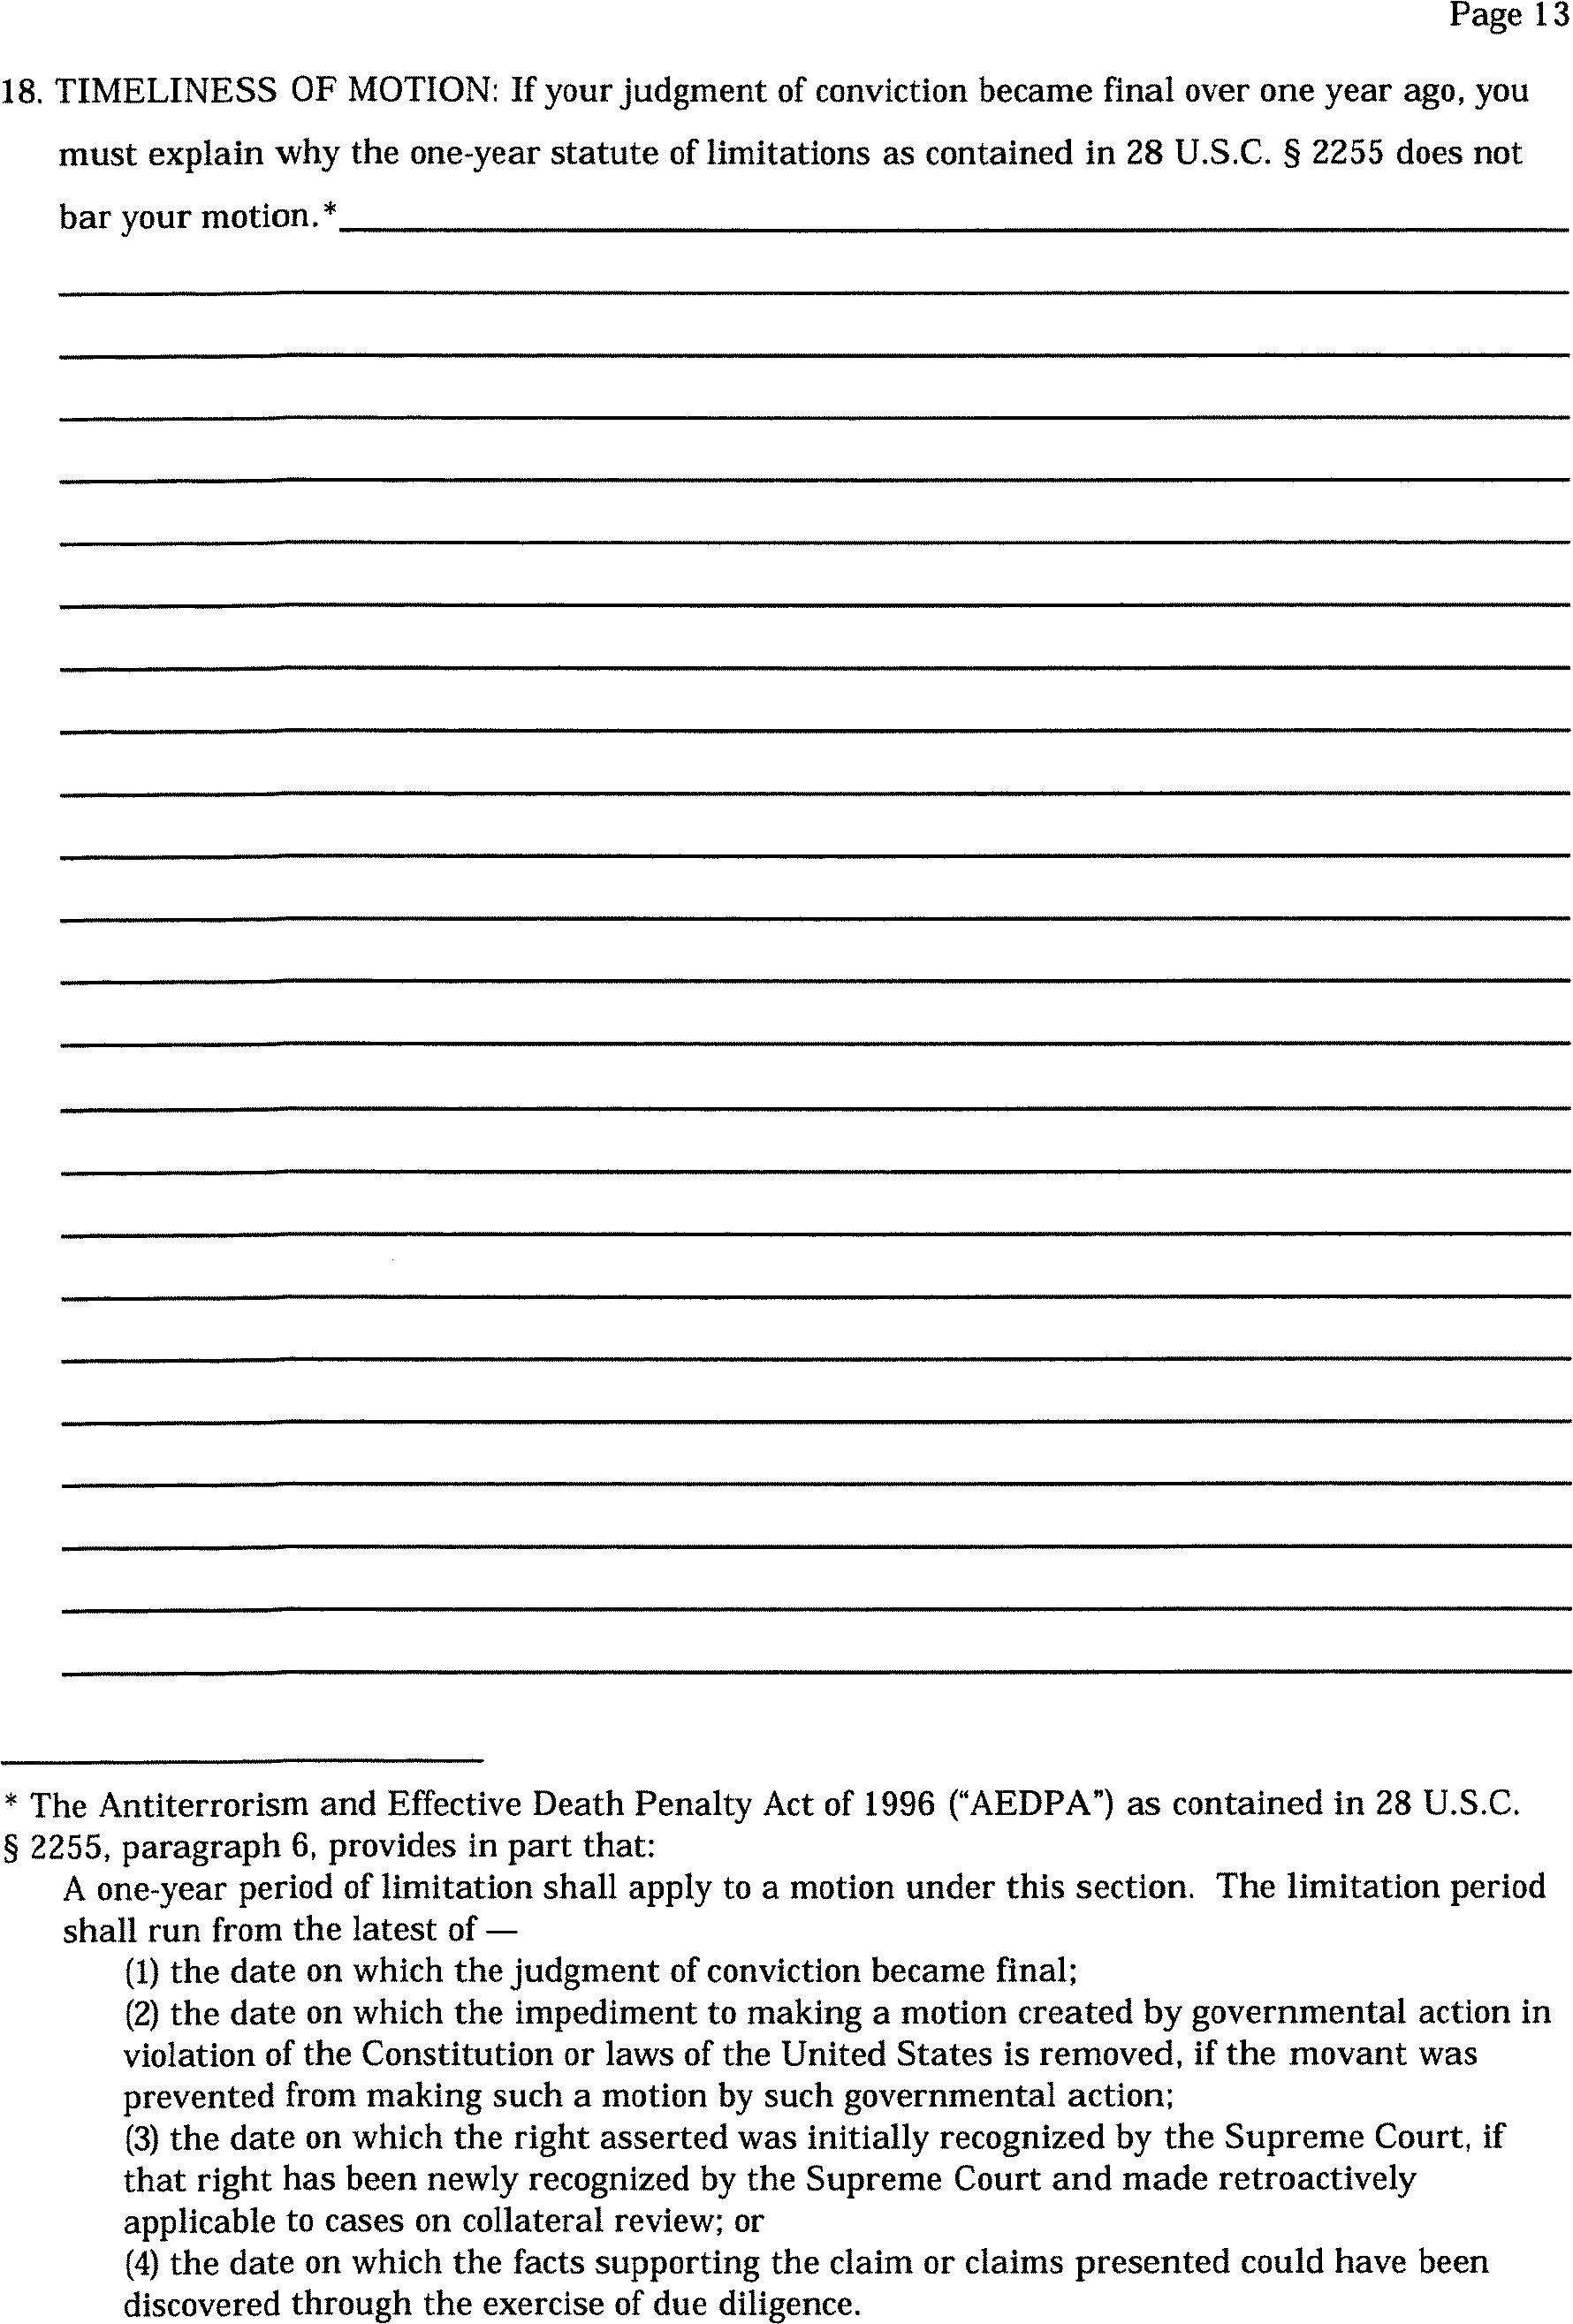 Page 13
18. TIMELINESS OF MOTION: If your judgment of conviction became final over one year ago, you
must explain why the one-year statute of limitations as contained in 28 U.S.C. § 2255 does not
bar your motion.*
* The Antiterrorism and Effective Death Penalty Act of 1996 ("AEDPA") as contained in 28 U.S.C.
§ 2255, paragraph 6, provides in part that:
A one-year period of limitation shall apply to a motion under this section. The limitation period
shall run from the latest of —
(1) the date on which the judgment of conviction became final;
(2) the date on which the impediment to making a motion created by governmental action in
violation of the Constitution or laws of the United States is removed, if the movant was
prevented from making such a motion by such governmental action;
(3) the date on which the right asserted was initially recognized by the Supreme Court, if
that right has been newly recognized by the Supreme Court and made retroactively
applicable to cases on collateral review; or
(4) the date on which the facts supporting the claim or claims presented could have been
discovered through the exercise of due diligence.